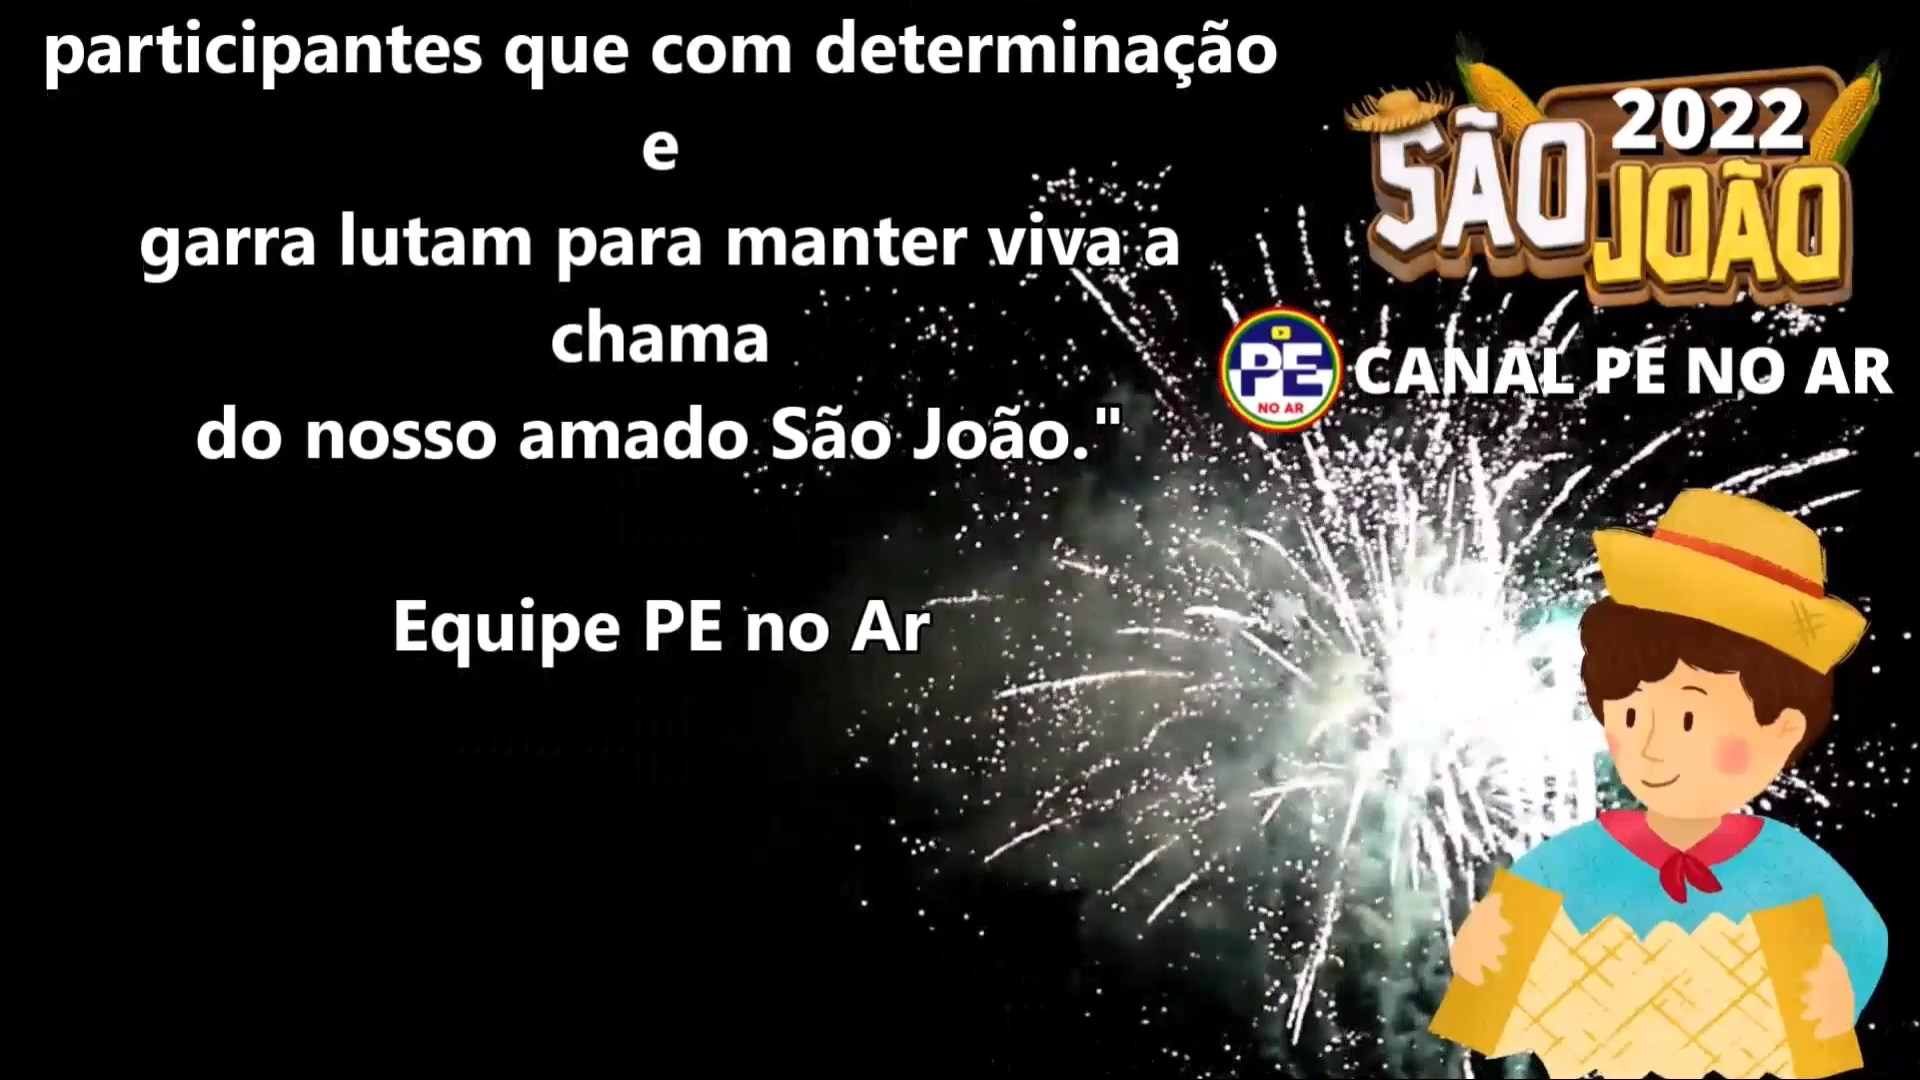 participantes que com determinação
e
garra lutam para manter viva a
chama
do nosso amado São João."
Equipe PE no Ar
2022
SÃO
JOÃO
PE
NO AR
CANAL PE NO AR